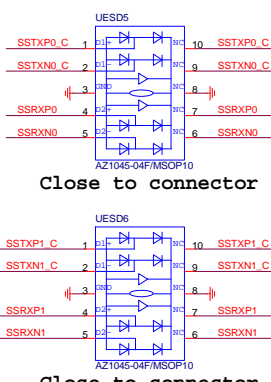 UESD5
SSTXP0_C 1 D1+ NC 10 SSTXP0_C
SSTXN0_C 2 D1- NC 9 SSTXN0_C
3 GND 8
SSRXP0 4 D2+ NC 7 SSRXP0
SSRXN0 5 D2- NC 6 SSRXN0
AZ1045-04F/MSOP10
Close to connector
UESD6
SSTXP1_C 1 D1+ NC 10 SSTXP1_C
SSTXN1_C 2 D1- NC 9 SSTXN1_C
3 GND 8
SSRXP1 4 D2+ NC 7 SSRXP1
SSRXN1 5 D2- NC 6 SSRXN1
AZ1045-04F/MSOP10
Close to connector